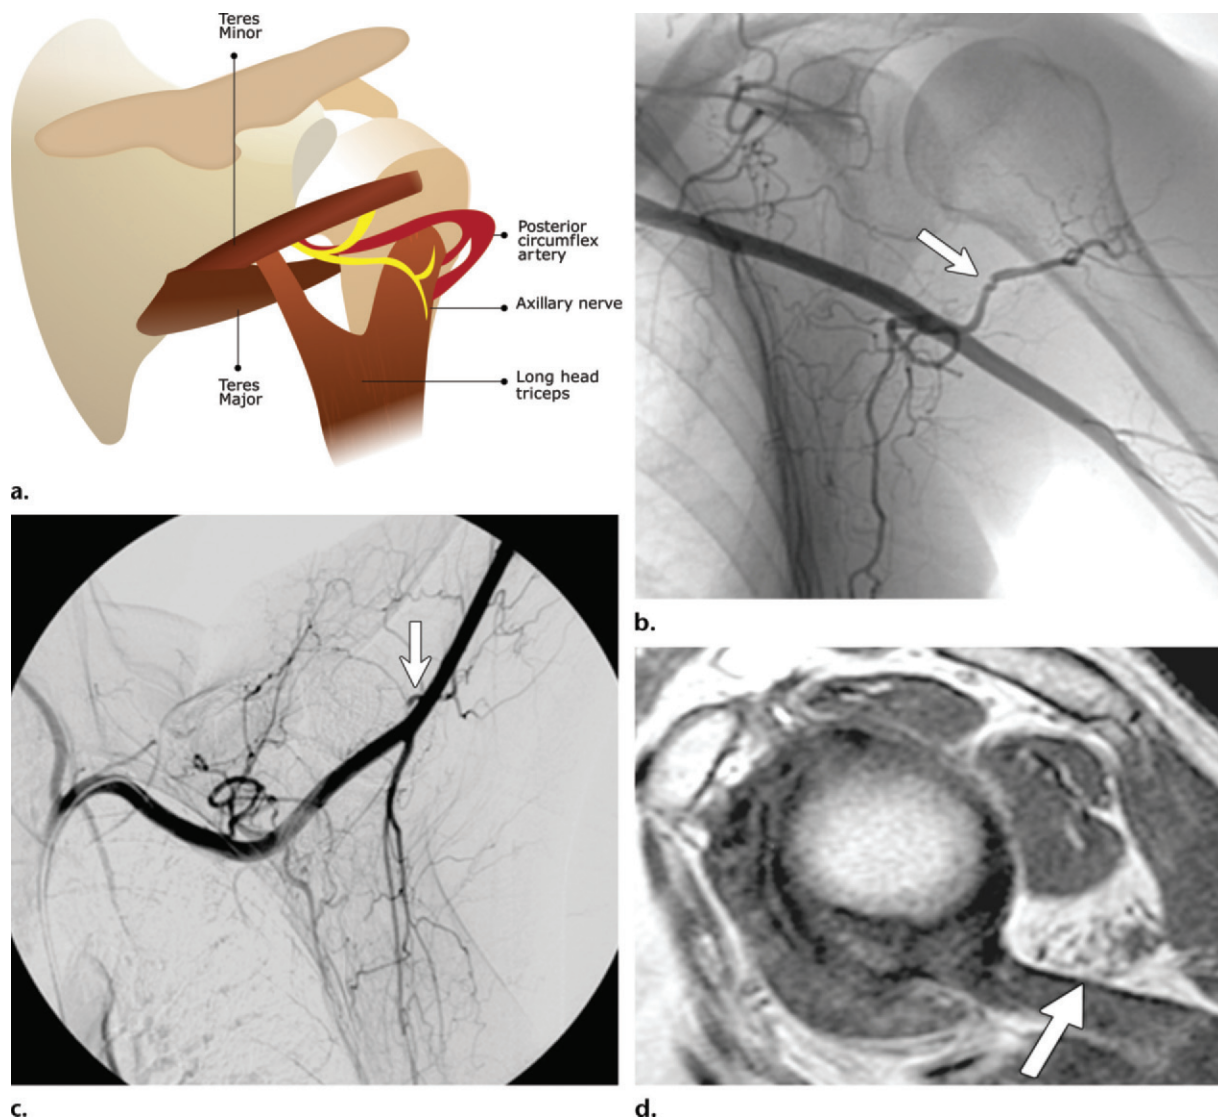 Teres
Minor
Posterior
circumflex
artery
Axillary nerve
Long head
triceps
Teres
Major
a.
b.
c.
d.